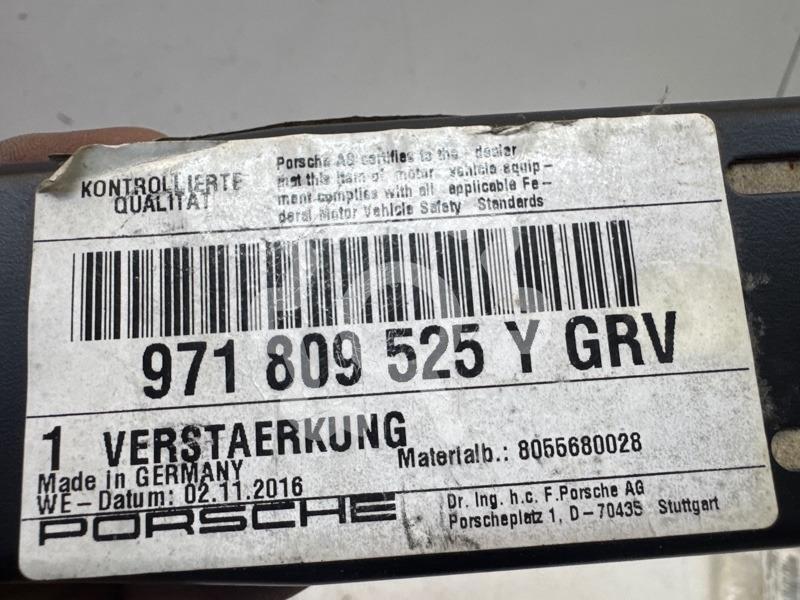 KONTROLLIERTE
QUALITÄT
Porsche AG certifies to the dealer
that this item of motor vehicle equip-
ment complies with all applicable Fe-
deral Motor Vehicle Safety Standards
971 809 525 Y GRV
1 VERSTAERKUNG
Materialb.: 8055680028
Made in GERMANY
WE-Datum: 02.11.2016
PORSCHE
Dr. Ing. h.c. F.Porsche AG
Porscheplatz 1, D-70435 Stuttgart